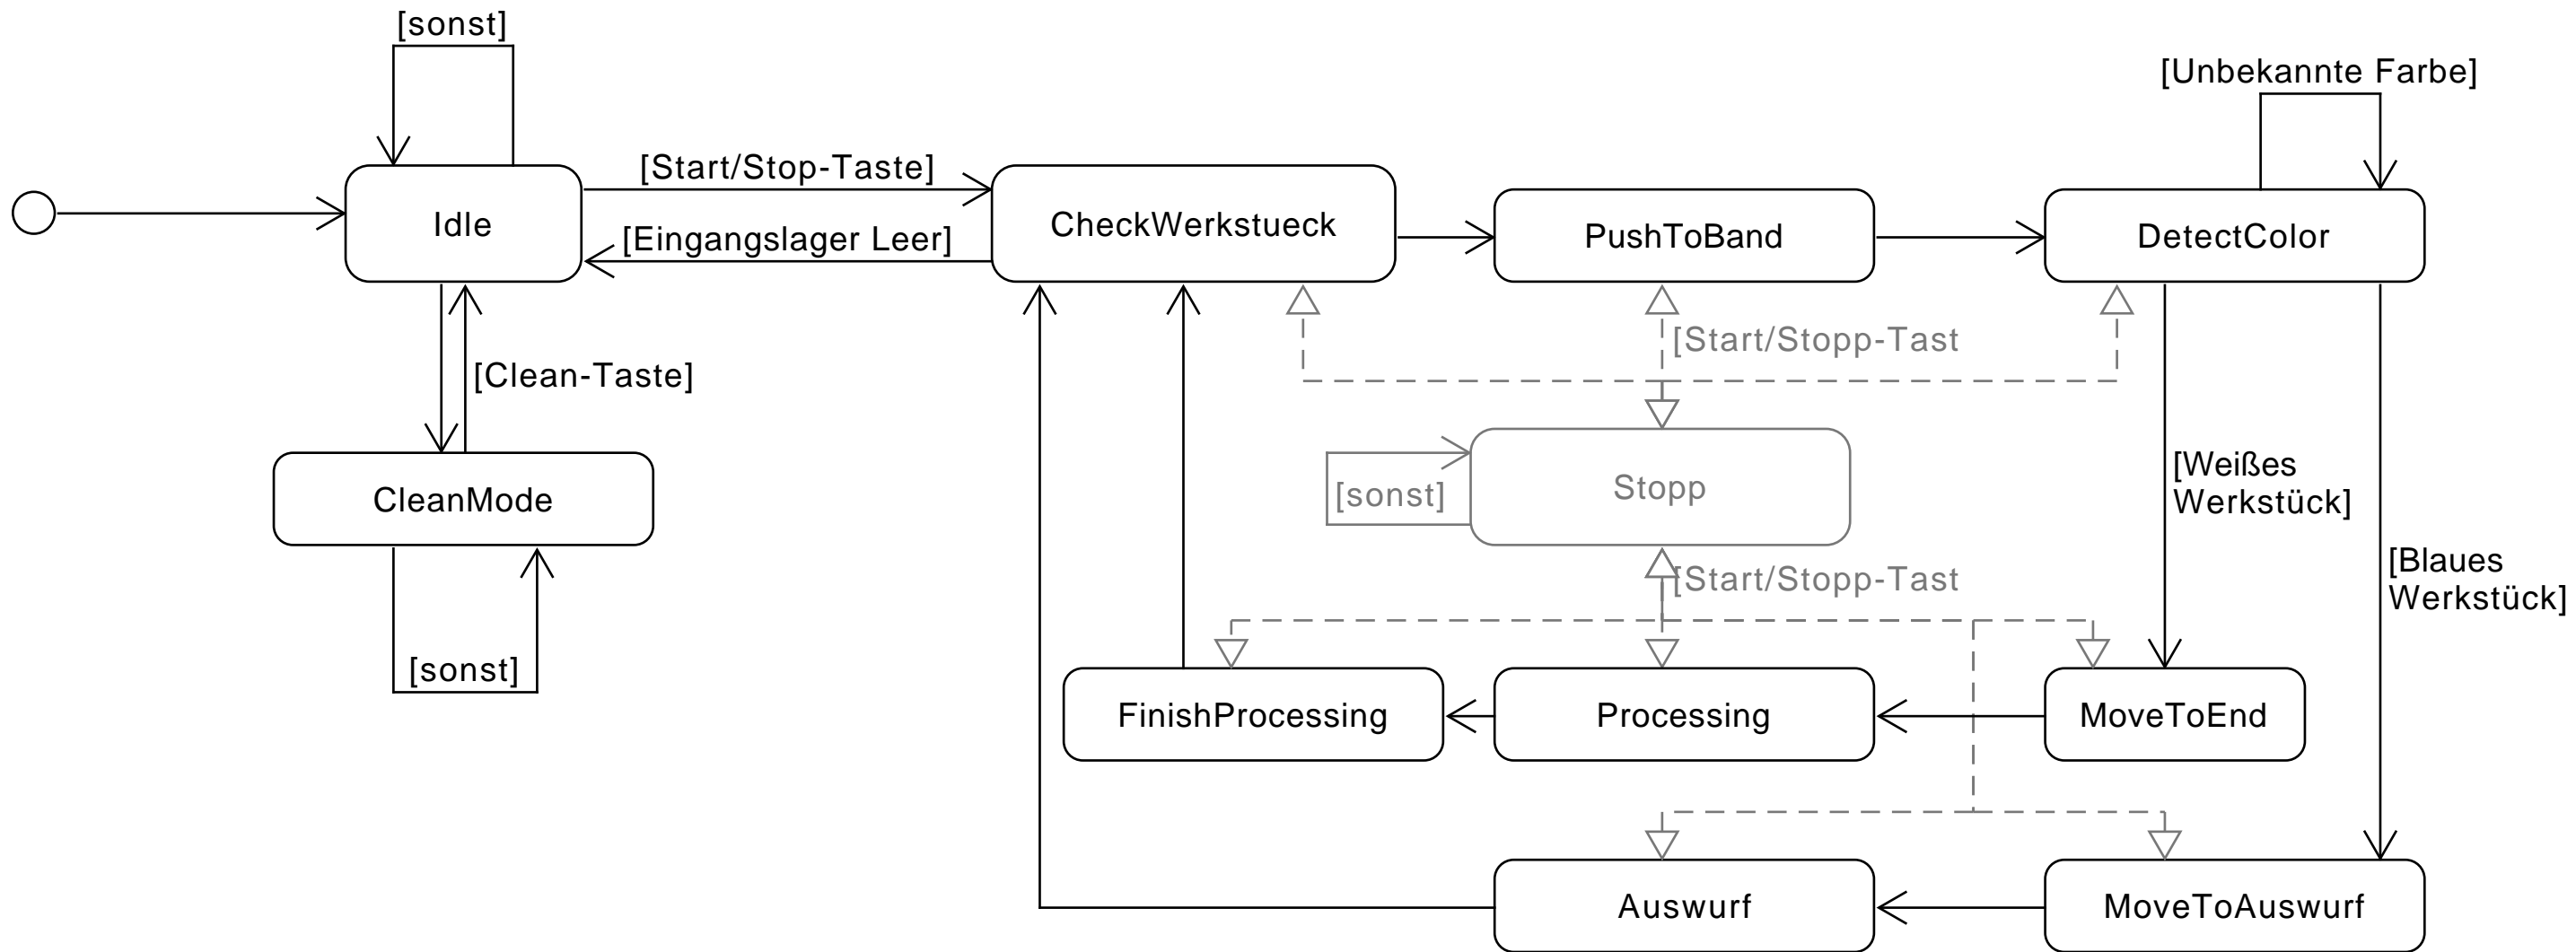 [sonst]
[Unbekannte Farbe]
[Start/Stop-Taste]
Idle
[Eingangslager Leer]
CheckWerkstueck
PushToBand
DetectColor
[Start/Stopp-Tast
[Clean-Taste]
CleanMode
[sonst]
Stopp
[Weißes
Werkstück]
[Start/Stopp-Tast
[Blaues
Werkstück]
[sonst]
FinishProcessing
Processing
MoveToEnd
Auswurf
MoveToAuswurf